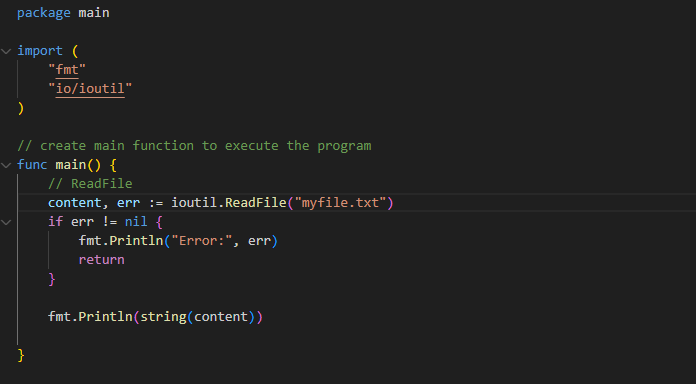 package main
import (
"fmt"
"io/ioutil"
)
// create main function to execute the program
func main() {
// ReadFile
content, err := ioutil.ReadFile("myfile.txt")
if err != nil {
fmt.Println("Error:", err)
return
}
fmt.Println(string(content))
}